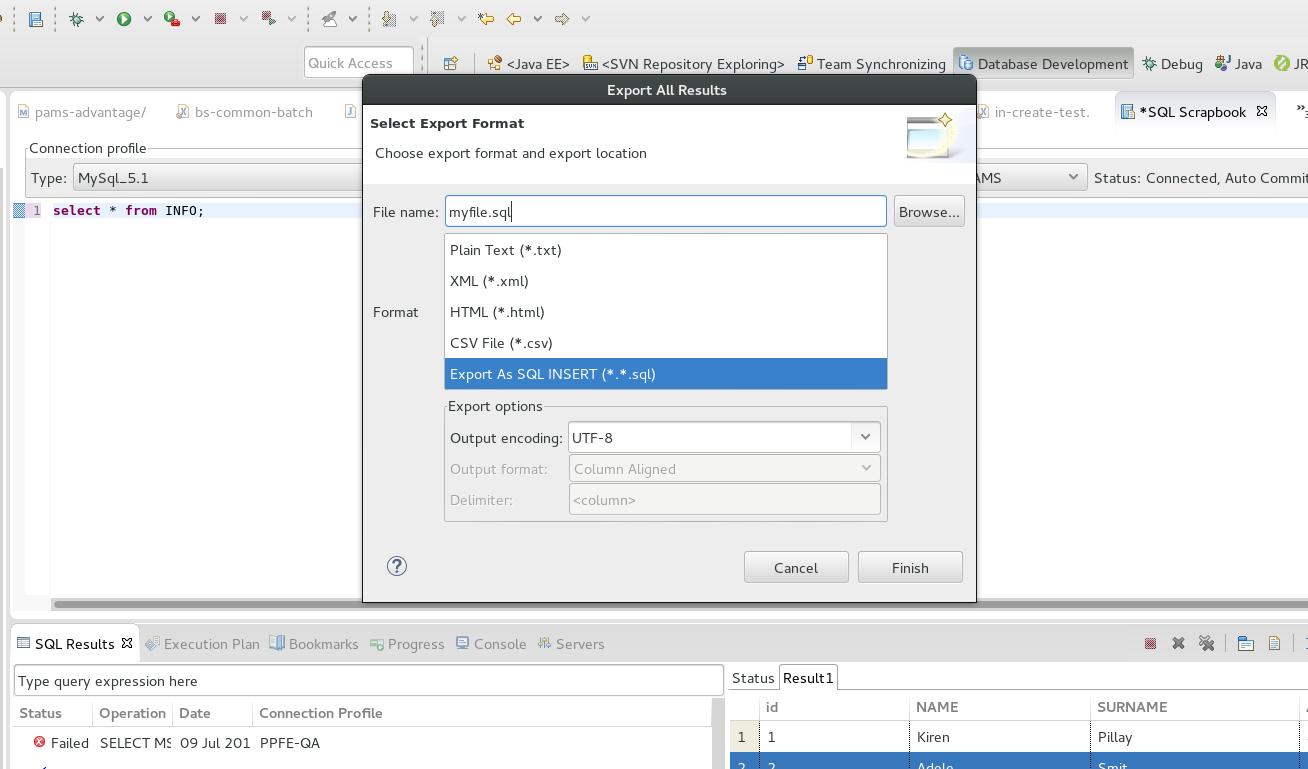 Quick Access
<Java EE>
<SVN Repository Exploring>
Team Synchronizing
Database Development
Debug
Java
JR
pams-advantage/
bs-common-batch
in-create-test.
*SQL Scrapbook
Connection profile
Type: MySql_5.1
AMS
Status: Connected, Auto Commit
1 select * from INFO;
Export All Results
Select Export Format
Choose export format and export location
File name: myfile.sql
Browse...
Plain Text (*.txt)
XML (*.xml)
Format
HTML (*.html)
CSV File (*.csv)
Export As SQL INSERT (*.*.sql)
Export options
Output encoding: UTF-8
Output format: Column Aligned
Delimiter: <column>
?
Cancel
Finish
SQL Results
Execution Plan
Bookmarks
Progress
Console
Servers
Type query expression here
Status Operation Date Connection Profile
Failed SELECT MS 09 Jul 201 PPFE-QA
Status Result1
id NAME SURNAME
1 1 Kiren Pillay
2 2 Adele Smit